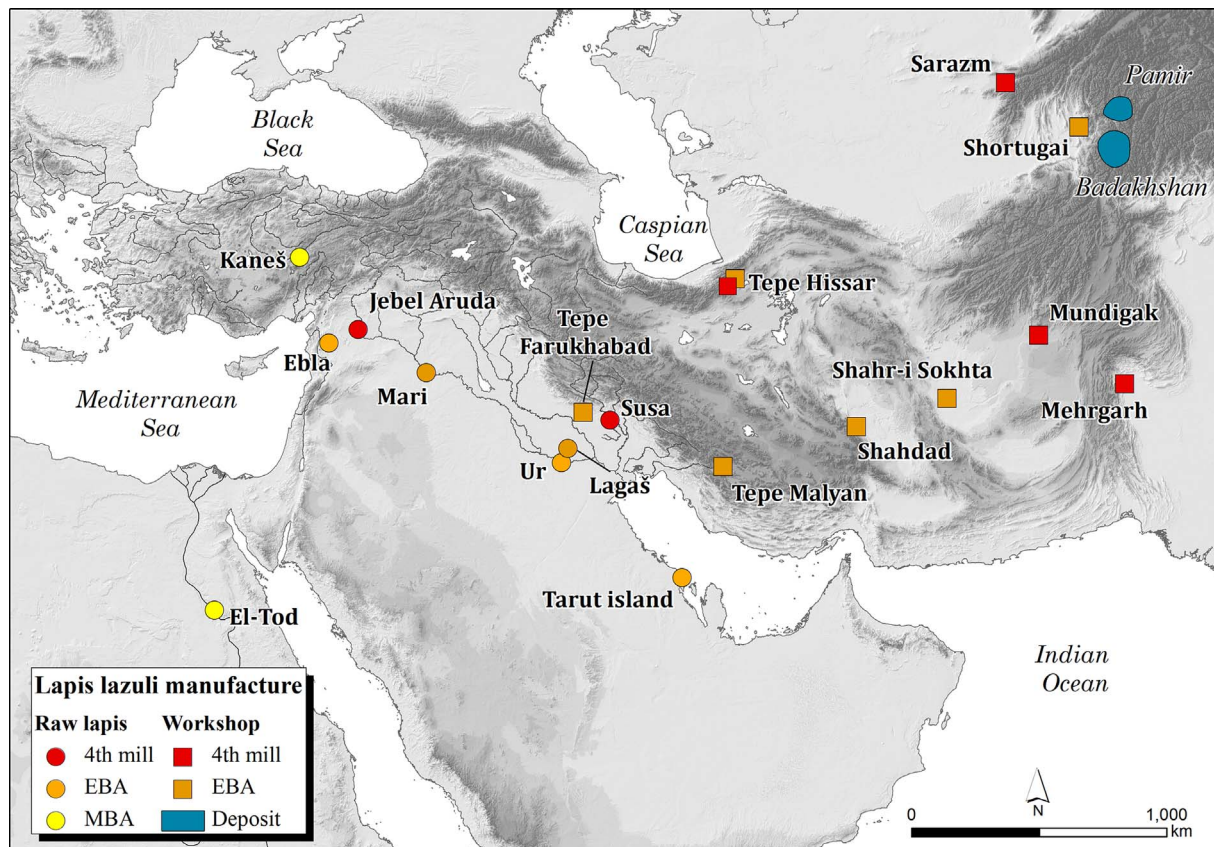 Sarazm
Pamir
Black
Sea
Shortugai
Badakhshan
Caspian
Sea
Kaneš
Tepe Hissar
Jebel Aruda
Tepe
Farukhabad
Mundigak
Ebla
Shahr-i Sokhta
Mari
Mediterranean
Sea
Susa
Mehrgarh
Shahdad
Ur
Lagaš
Tepe Malyan
Tarut island
El-Tod
Indian
Ocean
Lapis lazuli manufacture
Raw lapis Workshop
4th mill 4th mill
EBA EBA
MBA Deposit
N
0 1,000
km